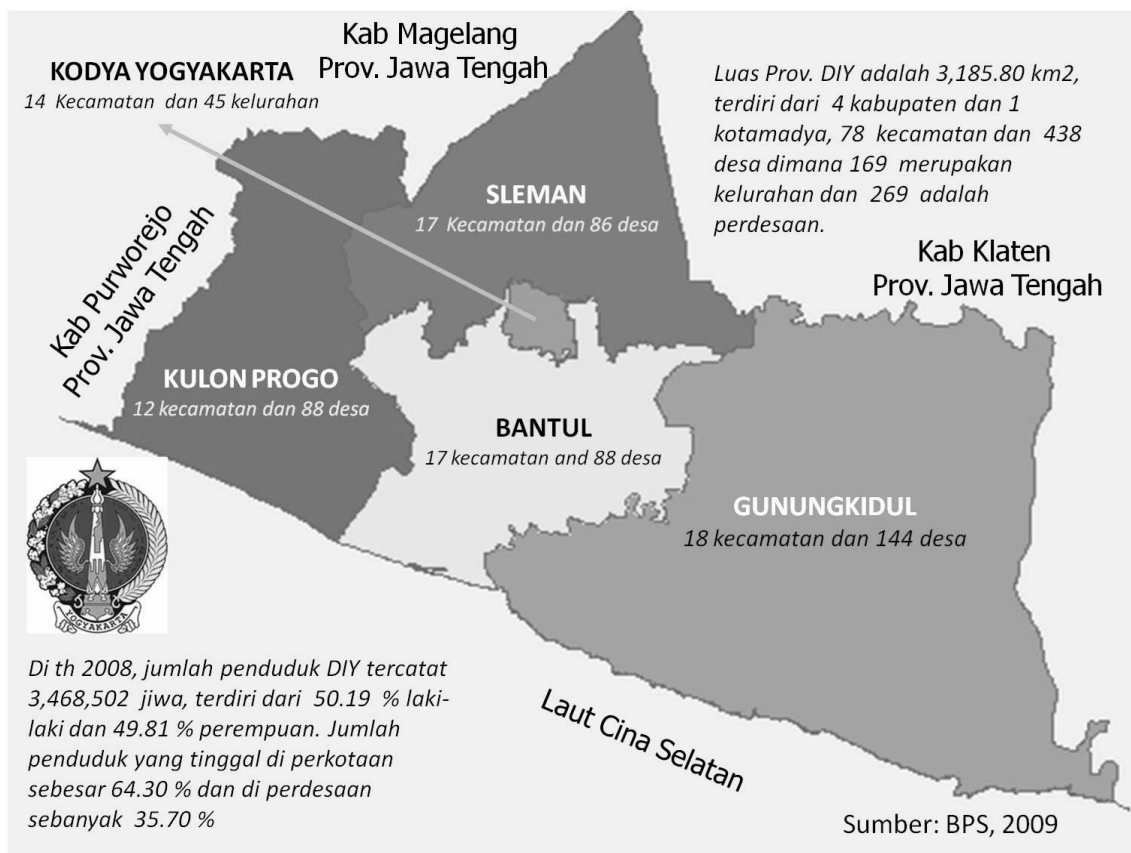 Kab Magelang
Prov. Jawa Tengah
KODYA YOGYAKARTA
14 Kecamatan dan 45 kelurahan
Luas Prov. DIY adalah 3,185.80 km2,
terdiri dari 4 kabupaten dan 1
kotamadya, 78 kecamatan dan 438
desa dimana 169 merupakan
kelurahan dan 269 adalah
perdesaan.
SLEMAN
17 Kecamatan dan 86 desa
Kab Purworejo
Prov. Jawa Tengah
Kab Klaten
Prov. Jawa Tengah
KULON PROGO
12 kecamatan dan 88 desa
BANTUL
17 kecamatan and 88 desa
GUNUNGKIDUL
18 kecamatan dan 144 desa
YOGYAKARTA
Di th 2008, jumlah penduduk DIY tercatat
3,468,502 jiwa, terdiri dari 50.19 % laki-
laki dan 49.81 % perempuan. Jumlah
penduduk yang tinggal di perkotaan
sebesar 64.30 % dan di perdesaan
sebanyak 35.70 %
Laut Cina Selatan
Sumber: BPS, 2009